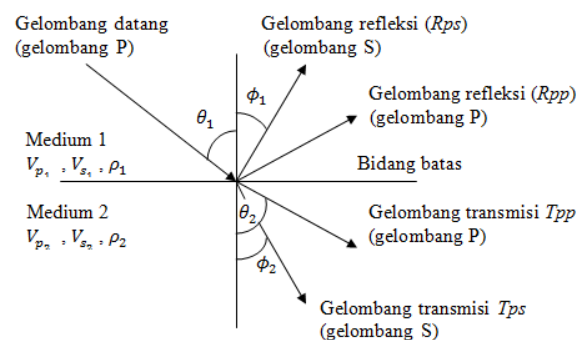 Gelombang datang
(gelombang P)
Gelombang refleksi (Rps)
(gelombang S)
ϕ₁
θ₁
Gelombang refleksi (Rpp)
(gelombang P)
Medium 1
Vₚ₁ , Vₛ₁ , ρ₁
Bidang batas
Medium 2
Vₚ₂ , Vₛ₂ , ρ₂
θ₂
Gelombang transmisi Tpp
(gelombang P)
ϕ₂
Gelombang transmisi Tps
(gelombang S)